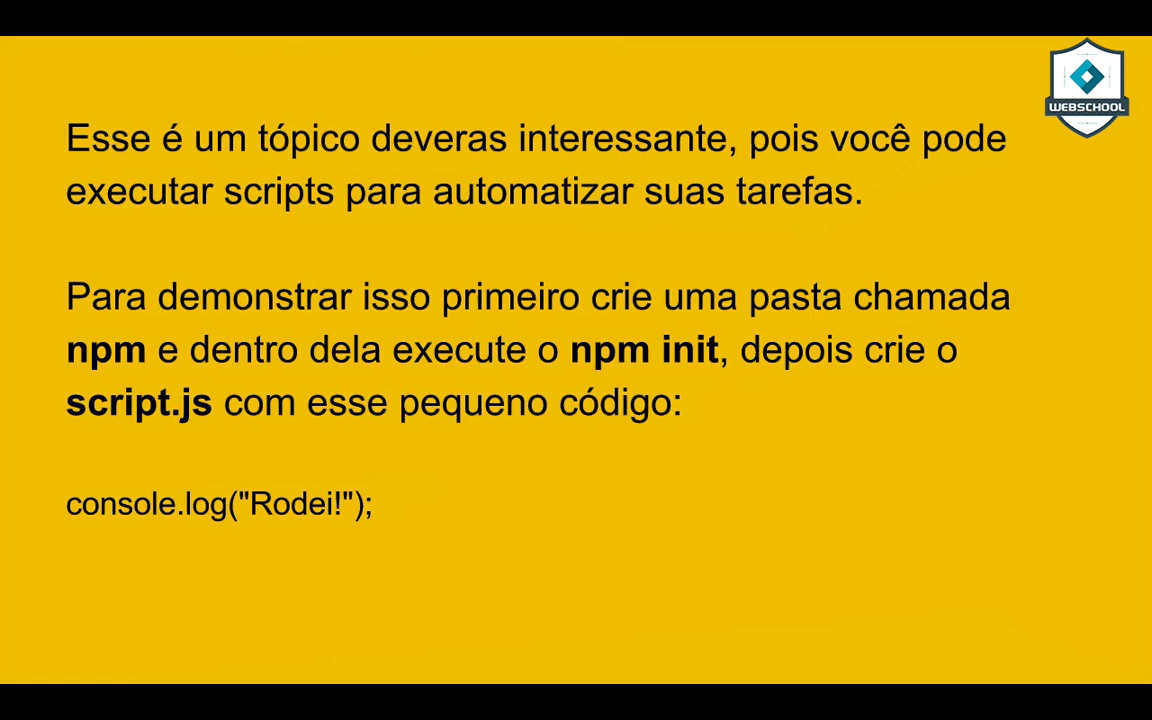 WEBSCHOOL
Esse é um tópico deveras interessante, pois você pode
executar scripts para automatizar suas tarefas.
Para demonstrar isso primeiro crie uma pasta chamada
npm e dentro dela execute o npm init, depois crie o
script.js com esse pequeno código:
console.log("Rodei!");